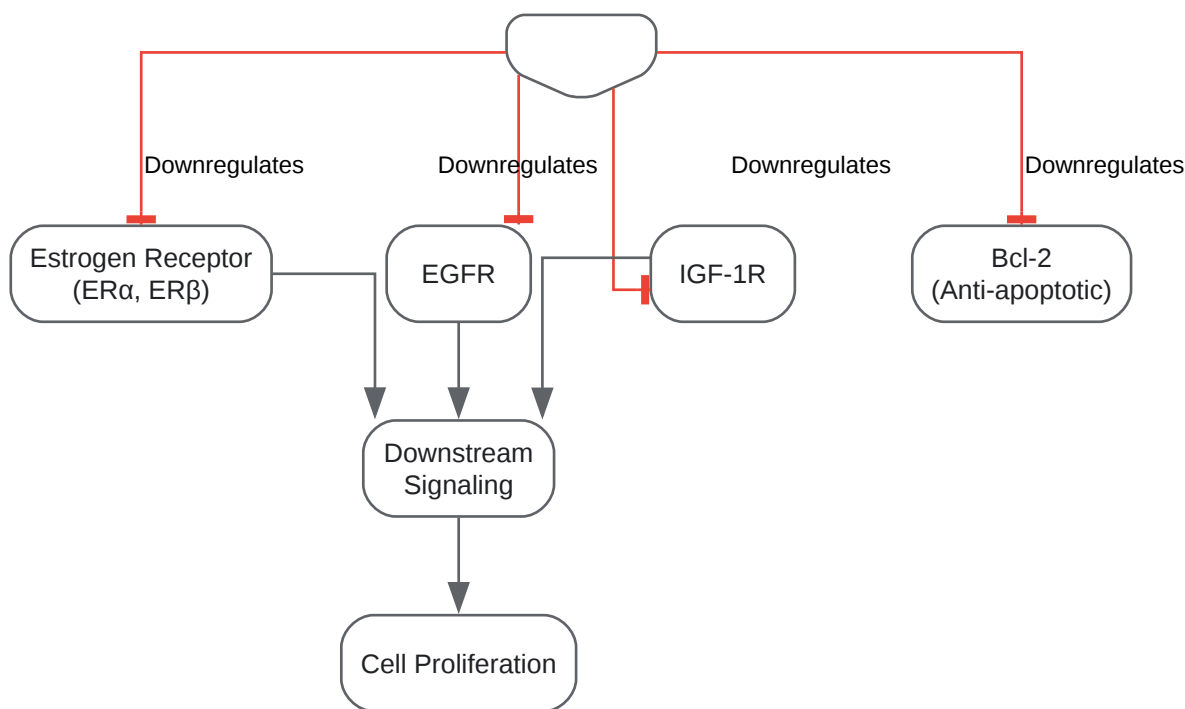 Downregulates
Downregulates
Downregulates
Downregulates
Estrogen Receptor
(ERα, ERβ)
EGFR
IGF-1R
Bcl-2
(Anti-apoptotic)
Downstream
Signaling
Cell Proliferation